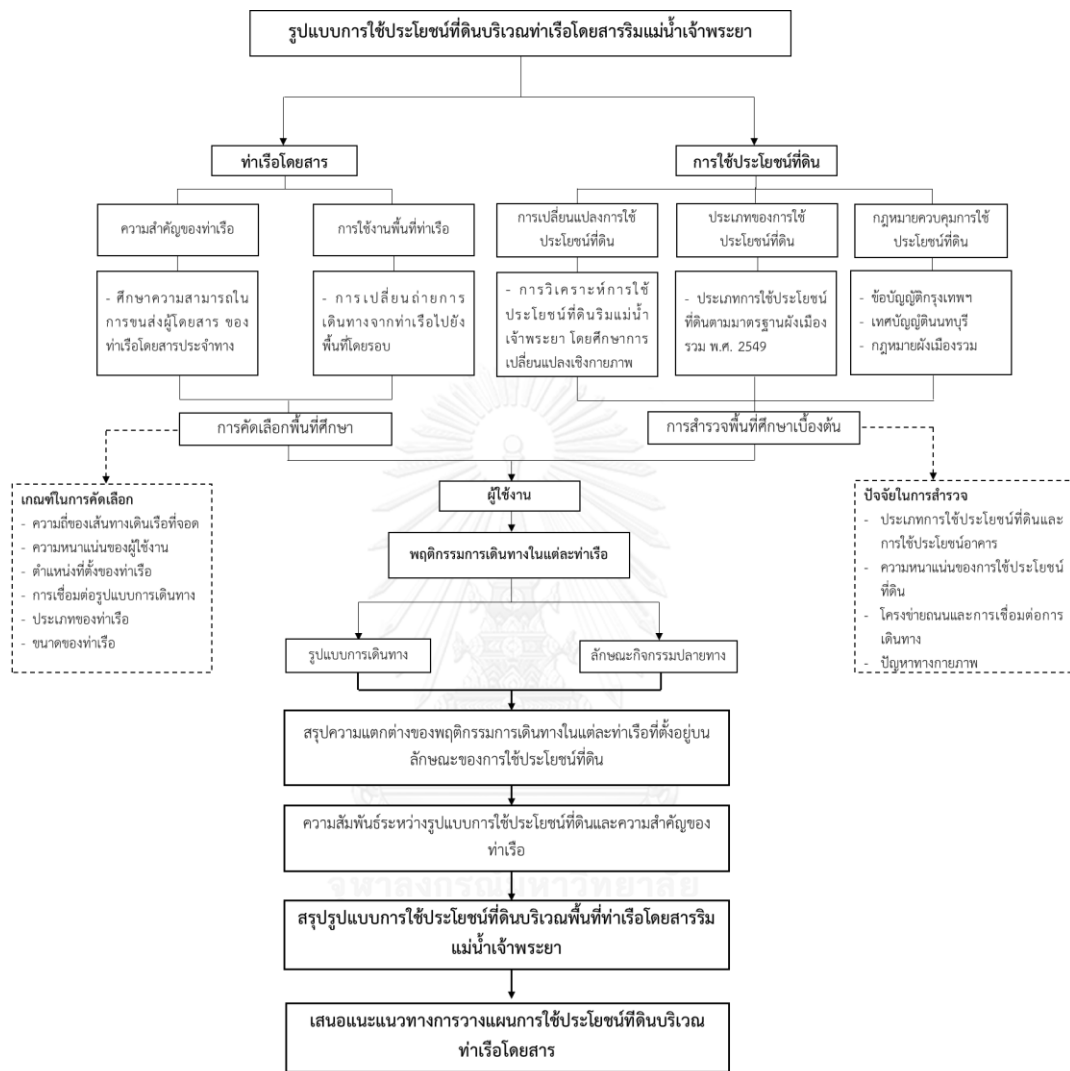 รูปแบบการใช้ประโยชน์ที่ดินบริเวณท่าเรือโดยสารริมแม่น้ำเจ้าพระยา
ท่าเรือโดยสาร
การใช้ประโยชน์ที่ดิน
ความสำคัญของท่าเรือ
การใช้งานพื้นที่ท่าเรือ
การเปลี่ยนแปลงการใช้
ประโยชน์ที่ดิน
ประเภทของการใช้
ประโยชน์ที่ดิน
กฎหมายควบคุมการใช้
ประโยชน์ที่ดิน
- ศึกษาความสามารถใน
การขนส่งผู้โดยสาร ของ
ท่าเรือโดยสารประจำทาง
- การเปลี่ยนถ่ายการ
เดินทางจากท่าเรือไปยัง
พื้นที่โดยรอบ
- การวิเคราะห์การใช้
ประโยชน์ที่ดินริมแม่น้ำ
เจ้าพระยา โดยศึกษาการ
เปลี่ยนแปลงเชิงกายภาพ
- ประเภทการใช้ประโยชน์
ที่ดินตามมาตรฐานผังเมือง
รวม พ.ศ. 2549
- ข้อบัญญัติกรุงเทพฯ
- เทศบัญญัตินนทบุรี
- กฎหมายผังเมืองรวม
การคัดเลือกพื้นที่ศึกษา
การสำรวจพื้นที่ศึกษาเบื้องต้น
เกณฑ์ในการคัดเลือก
- ความถี่ของเส้นทางเดินเรือที่จอด
- ความหนาแน่นของผู้ใช้งาน
- ตำแหน่งที่ตั้งของท่าเรือ
- การเชื่อมต่อรูปแบบการเดินทาง
- ประเภทของท่าเรือ
- ขนาดของท่าเรือ
ผู้ใช้งาน
พฤติกรรมการเดินทางในแต่ละท่าเรือ
รูปแบบการเดินทาง
ลักษณะกิจกรรมปลายทาง
ปัจจัยในการสำรวจ
- ประเภทการใช้ประโยชน์ที่ดินและ
การใช้ประโยชน์อาคาร
- ความหนาแน่นของการใช้ประโยชน์
ที่ดิน
- โครงข่ายถนนและการเชื่อมต่อการ
เดินทาง
- ปัญหาทางกายภาพ
สรุปความแตกต่างของพฤติกรรมการเดินทางในแต่ละท่าเรือที่ตั้งอยู่บน
ลักษณะของการใช้ประโยชน์ที่ดิน
ความสัมพันธ์ระหว่างรูปแบบการใช้ประโยชน์ที่ดินและความสำคัญของ
ท่าเรือ
จุฬาลงกรณ์มหาวิทยาลัย
สรุปรูปแบบการใช้ประโยชน์ที่ดินบริเวณพื้นที่ท่าเรือโดยสารริม
แม่น้ำเจ้าพระยา
เสนอแนะแนวทางการวางแผนการใช้ประโยชน์ที่ดินบริเวณ
ท่าเรือโดยสาร